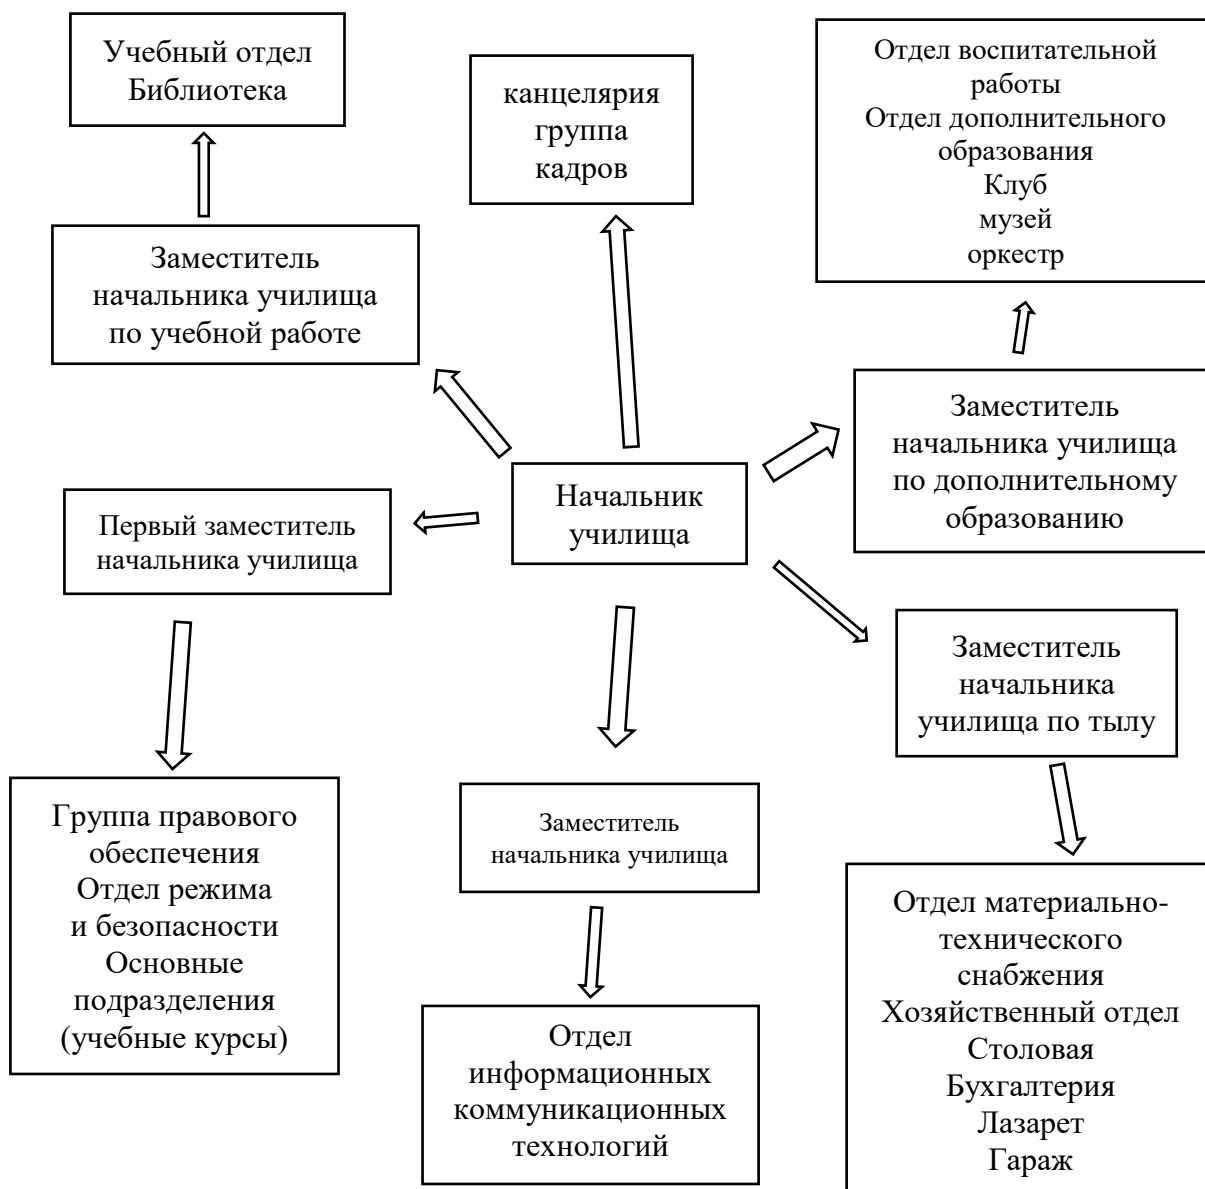 Учебный отдел
Библиотека
канцелярия
группа
кадров
Отдел воспитательной
работы
Отдел дополнительного
образования
Клуб
музей
оркестр
Заместитель
начальника училища
по учебной работе
Заместитель
начальника училища
по дополнительному
образованию
Начальник
училища
Первый заместитель
начальника училища
Заместитель
начальника
училища по тылу
Группа правового
обеспечения
Отдел режима
и безопасности
Основные
подразделения
(учебные курсы)
Заместитель
начальника училища
Отдел
информационных
коммуникационных
технологий
Отдел материально-
технического
снабжения
Хозяйственный отдел
Столовая
Бухгалтерия
Лазарет
Гараж